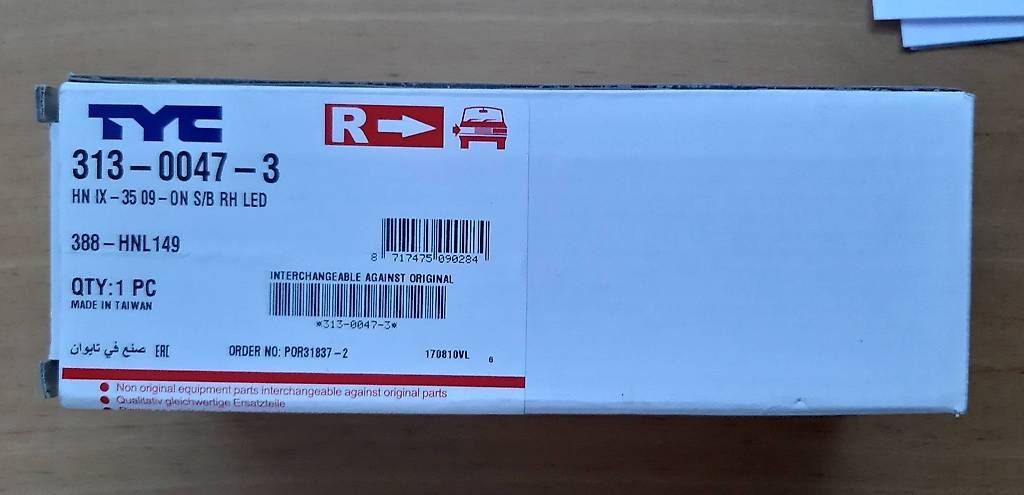 TYC
R
313-0047-3
HN IX-35 09-ON S/B RH LED
388-HNL149
8 717475 090284
QTY:1 PC
MADE IN TAIWAN
INTERCHANGEABLE AGAINST ORIGINAL
*313-0047-3*
صنع في تايوان EAC ORDER NO: POR31837-2 170810VL 6
Non original equipment parts interchangeable against original parts
Qualitativ gleichwertige Ersatzteile